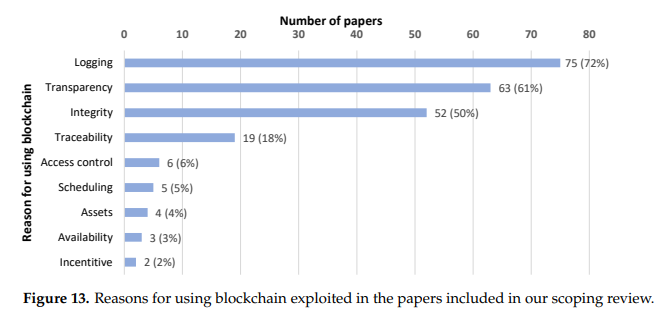 Number of papers
0 10 20 30 40 50 60 70 80
Reason for using blockchain
Logging 75 (72%)
Transparency 63 (61%)
Integrity 52 (50%)
Traceability 19 (18%)
Access control 6 (6%)
Scheduling 5 (5%)
Assets 4 (4%)
Availability 3 (3%)
Incentitive 2 (2%)
Figure 13. Reasons for using blockchain exploited in the papers included in our scoping review.